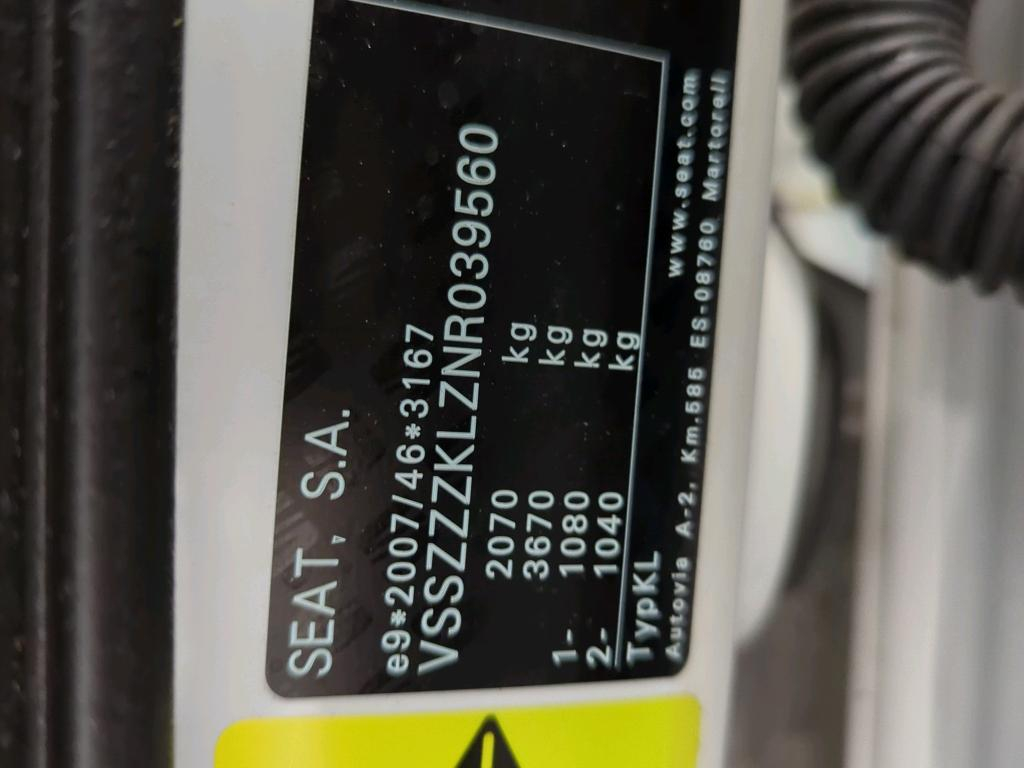 SEAT, S.A.
e9*2007/46*3167
VSSZZZKLZNR039560
2070 kg
3670 kg
1- 1080 kg
2- 1040 kg
TypKL
www.seat.com
Autovia A-2, Km.585 ES-08760 Martorell